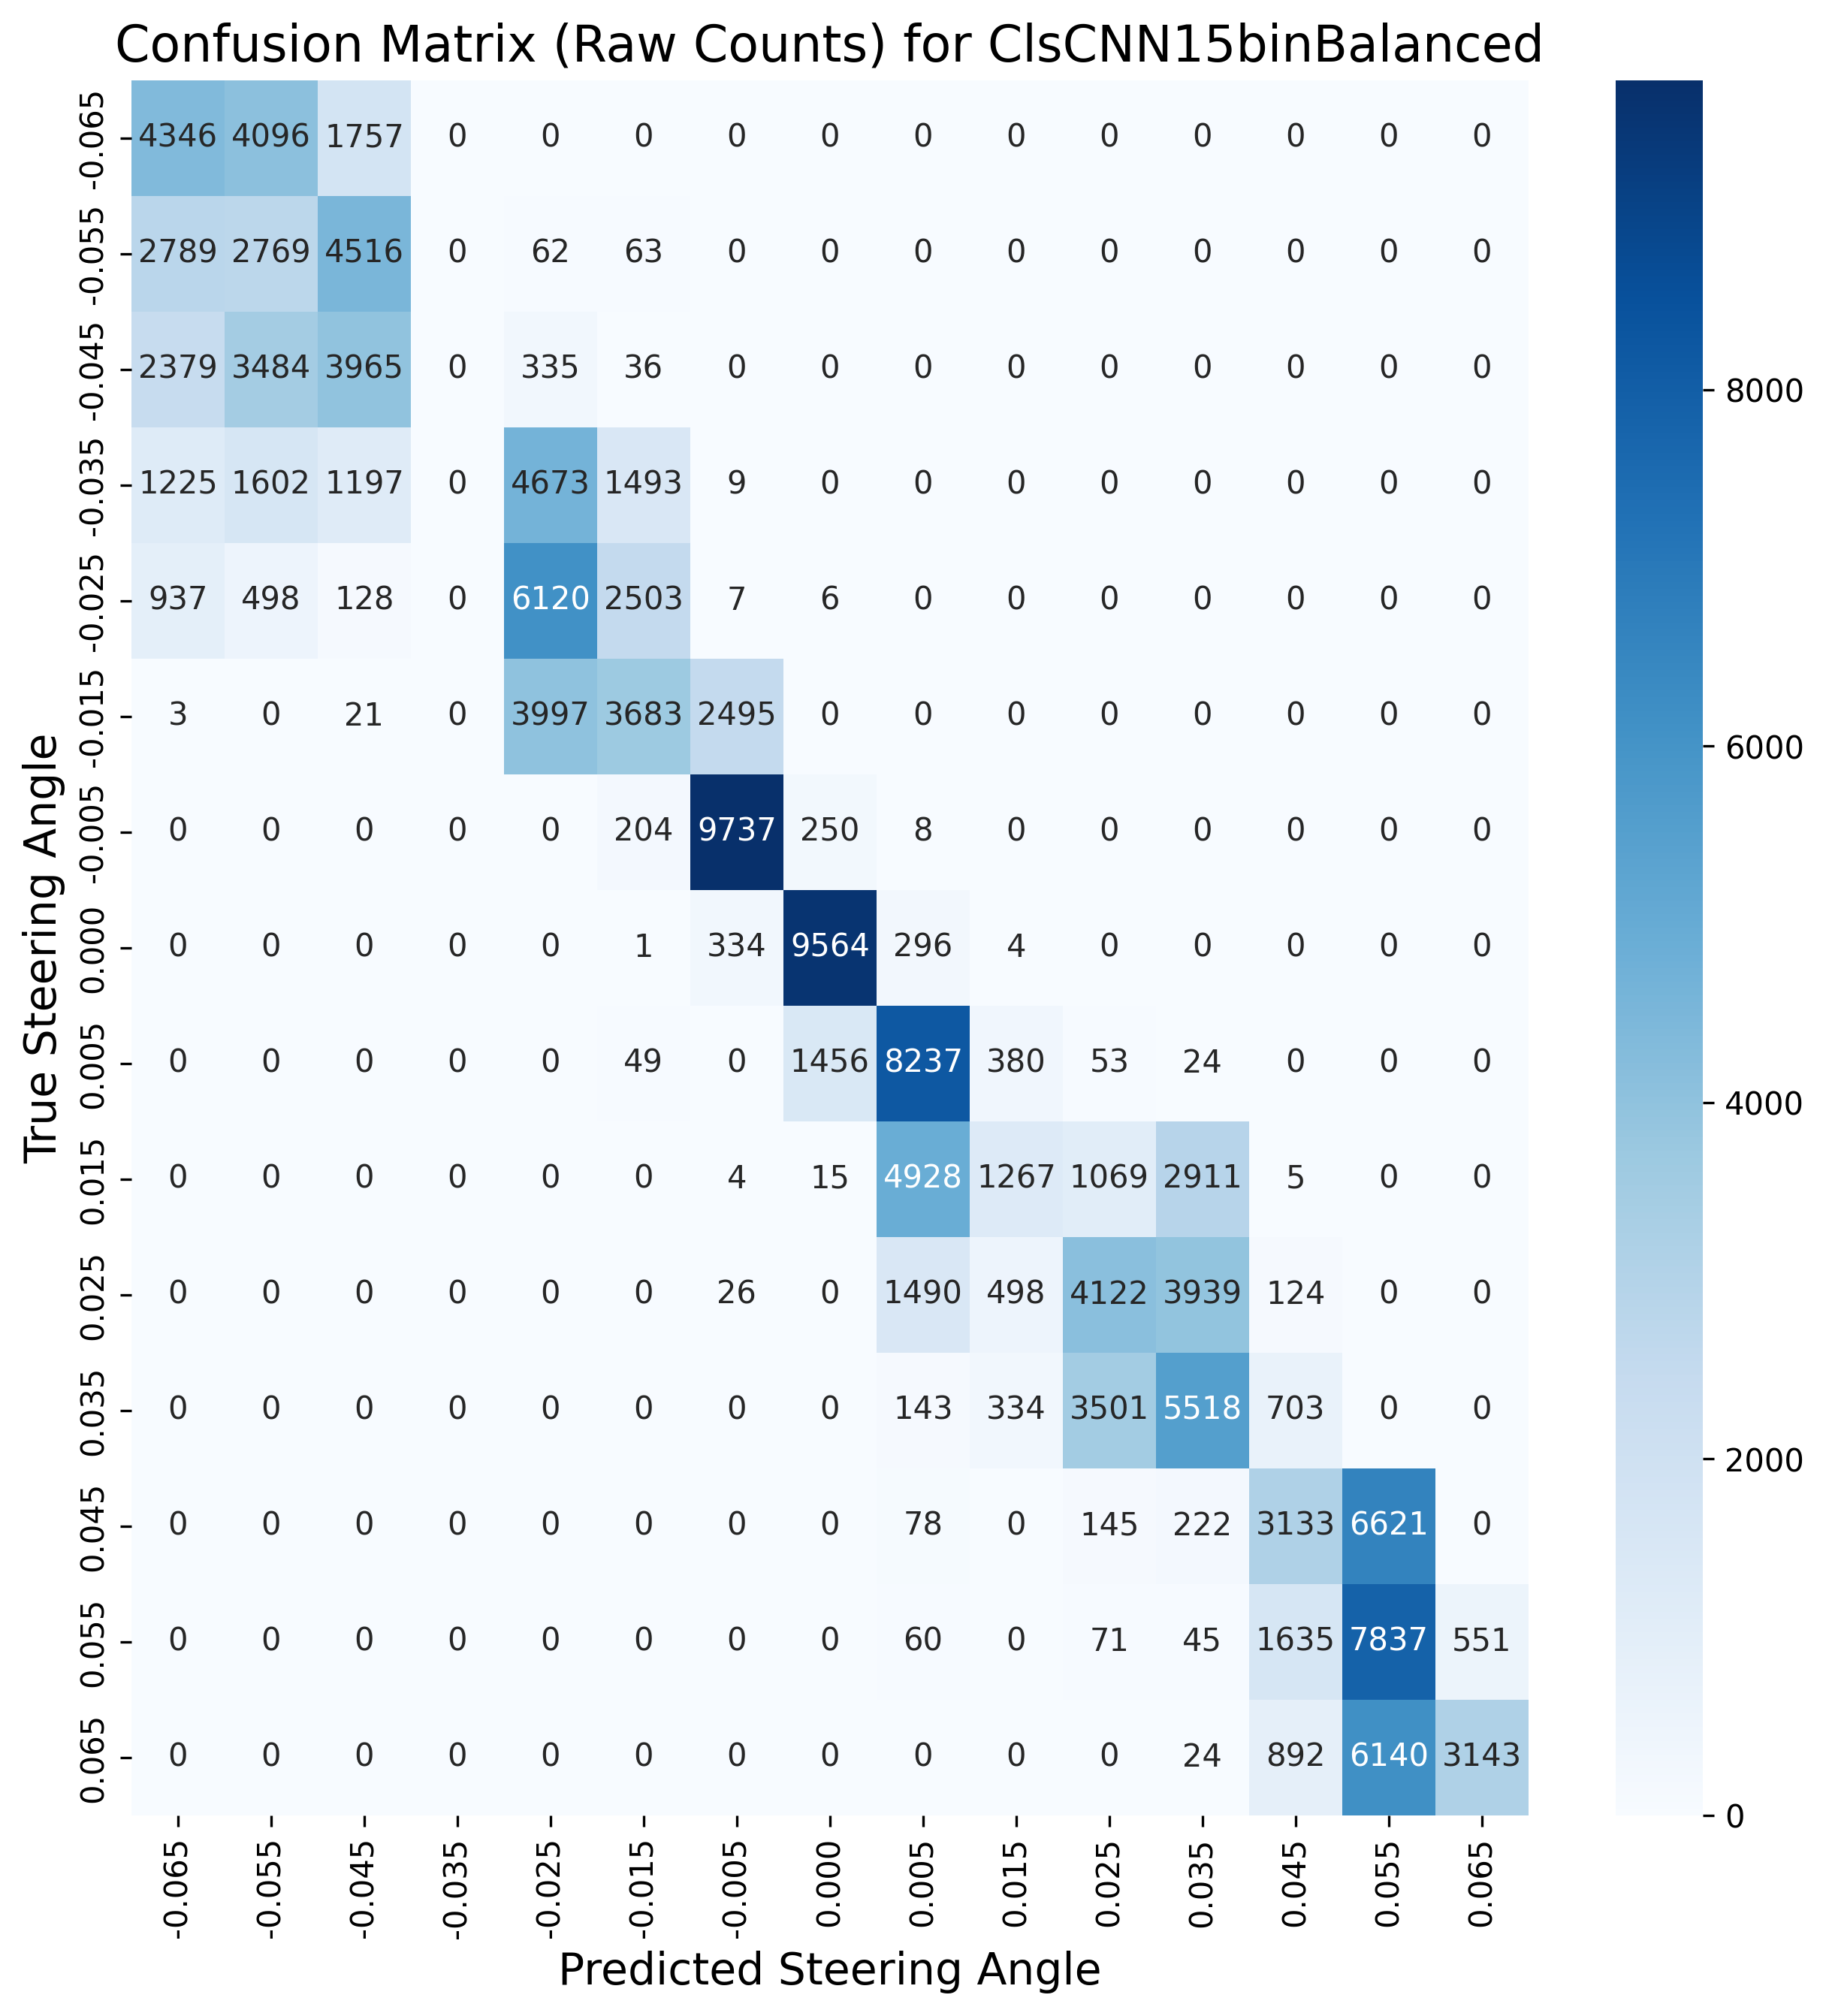 Confusion Matrix (Raw Counts) for ClsCNN15binBalanced
True Steering Angle
-0.065 4346 4096 1757 0 0 0 0 0 0 0 0 0 0 0 0
-0.055 2789 2769 4516 0 62 63 0 0 0 0 0 0 0 0 0
-0.045 2379 3484 3965 0 335 36 0 0 0 0 0 0 0 0 0
-0.035 1225 1602 1197 0 4673 1493 9 0 0 0 0 0 0 0 0
-0.025 937 498 128 0 6120 2503 7 6 0 0 0 0 0 0 0
-0.015 3 0 21 0 3997 3683 2495 0 0 0 0 0 0 0 0
-0.005 0 0 0 0 0 204 9737 250 8 0 0 0 0 0 0
0.000 0 0 0 0 0 1 334 9564 296 4 0 0 0 0 0
0.005 0 0 0 0 0 49 0 1456 8237 380 53 24 0 0 0
0.015 0 0 0 0 0 0 4 15 4928 1267 1069 2911 5 0 0
0.025 0 0 0 0 0 0 26 0 1490 498 4122 3939 124 0 0
0.035 0 0 0 0 0 0 0 0 143 334 3501 5518 703 0 0
0.045 0 0 0 0 0 0 0 0 78 0 145 222 3133 6621 0
0.055 0 0 0 0 0 0 0 0 60 0 71 45 1635 7837 551
0.065 0 0 0 0 0 0 0 0 0 0 0 24 892 6140 3143
-0.065 -0.055 -0.045 -0.035 -0.025 -0.015 -0.005 0.000 0.005 0.015 0.025 0.035 0.045 0.055 0.065
Predicted Steering Angle
8000
6000
4000
2000
0